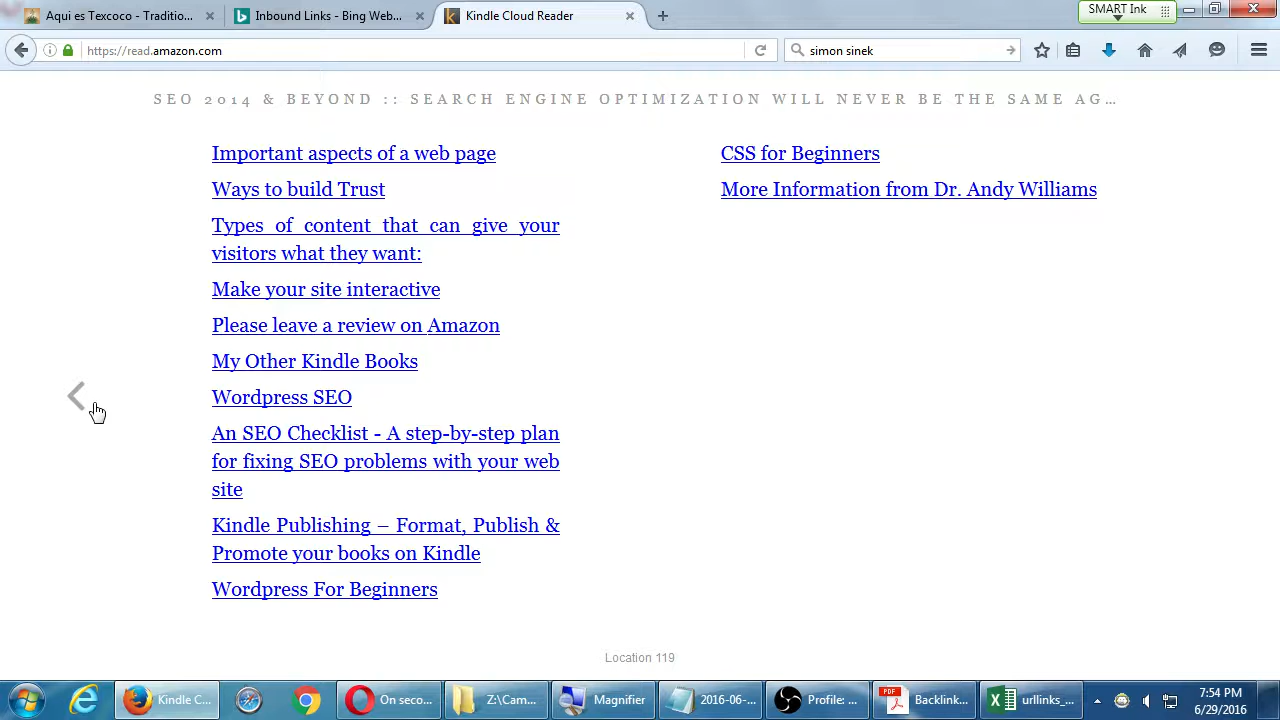 Aqui es Texcoco - Traditio...
Inbound Links - Bing Web...
Kindle Cloud Reader
SMART Ink
https://read.amazon.com
simon sinek
SEO 2014 & BEYOND :: SEARCH ENGINE OPTIMIZATION WILL NEVER BE THE SAME AG...
Important aspects of a web page
Ways to build Trust
Types of content that can give your
visitors what they want:
Make your site interactive
Please leave a review on Amazon
My Other Kindle Books
Wordpress SEO
An SEO Checklist - A step-by-step plan
for fixing SEO problems with your web
site
Kindle Publishing – Format, Publish &
Promote your books on Kindle
Wordpress For Beginners
CSS for Beginners
More Information from Dr. Andy Williams
Location 119
Kindle C...
On seco...
Z:\Cam...
Magnifier
2016-06-...
Profile: ...
PDF
Backlink...
urllinks_...
7:54 PM
6/29/2016